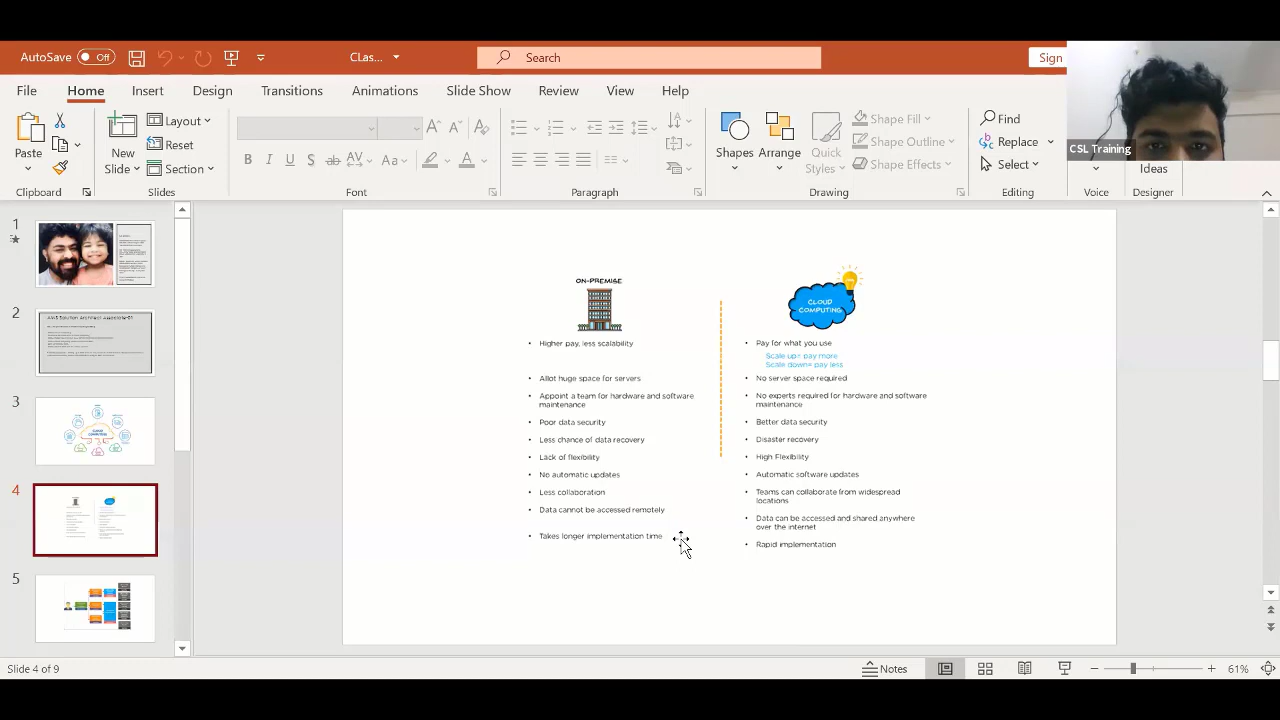 AutoSave Off CLas... Search Sign
File Home Insert Design Transitions Animations Slide Show Review View Help
CSL Training
Paste
New
Slide
Layout
Reset
Section
Shapes
Arrange
Quick
Styles
Shape Fill
Shape Outline
Shape Effects
Find
Replace
Select
Ideas
Clipboard Slides Font Paragraph Drawing Editing Voice Designer
1
2
AWS Solution Architect Associate-01
3
CLOUD
COMPUTING
4
5
ON-PREMISE
• Higher pay, less scalability
• Allot huge space for servers
• Appoint a team for hardware and software
maintenance
• Poor data security
• Less chance of data recovery
• Lack of flexibility
• No automatic updates
• Less collaboration
• Data cannot be accessed remotely
• Takes longer implementation time
CLOUD
COMPUTING
• Pay for what you use
Scale up= pay more
Scale down= pay less
• No server space required
• No experts required for hardware and software
maintenance
• Better data security
• Disaster recovery
• High Flexibility
• Automatic software updates
• Teams can collaborate from widespread
locations
• Data can be accessed and shared anywhere
over the internet
• Rapid implementation
Slide 4 of 9 Notes 61%